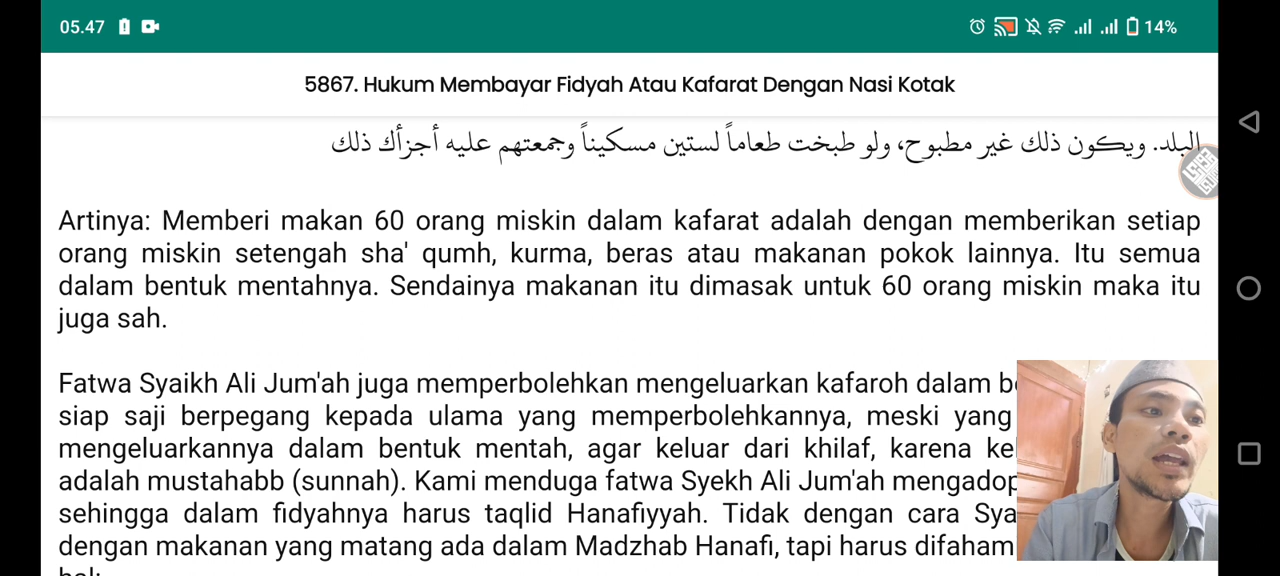 05.47
14%
5867. Hukum Membayar Fidyah Atau Kafarat Dengan Nasi Kotak
البلد. ويكون ذلك غير مطبوح، ولو طبخت طعاماً لستين مسكيناً وجمعتهم عليه أجزأك ذلك
Artinya: Memberi makan 60 orang miskin dalam kafarat adalah dengan memberikan setiap
orang miskin setengah sha' qumh, kurma, beras atau makanan pokok lainnya. Itu semua
dalam bentuk mentahnya. Sendainya makanan itu dimasak untuk 60 orang miskin maka itu
juga sah.
Fatwa Syaikh Ali Jum'ah juga memperbolehkan mengeluarkan kafaroh dalam
siap saji berpegang kepada ulama yang memperbolehkannya, meski yang
mengeluarkannya dalam bentuk mentah, agar keluar dari khilaf, karena
adalah mustahabb (sunnah). Kami menduga fatwa Syekh Ali Jum'ah
sehingga dalam fidyahnya harus taqlid Hanafiyyah. Tidak dengan cara
dengan makanan yang matang ada dalam Madzhab Hanafi, tapi harus